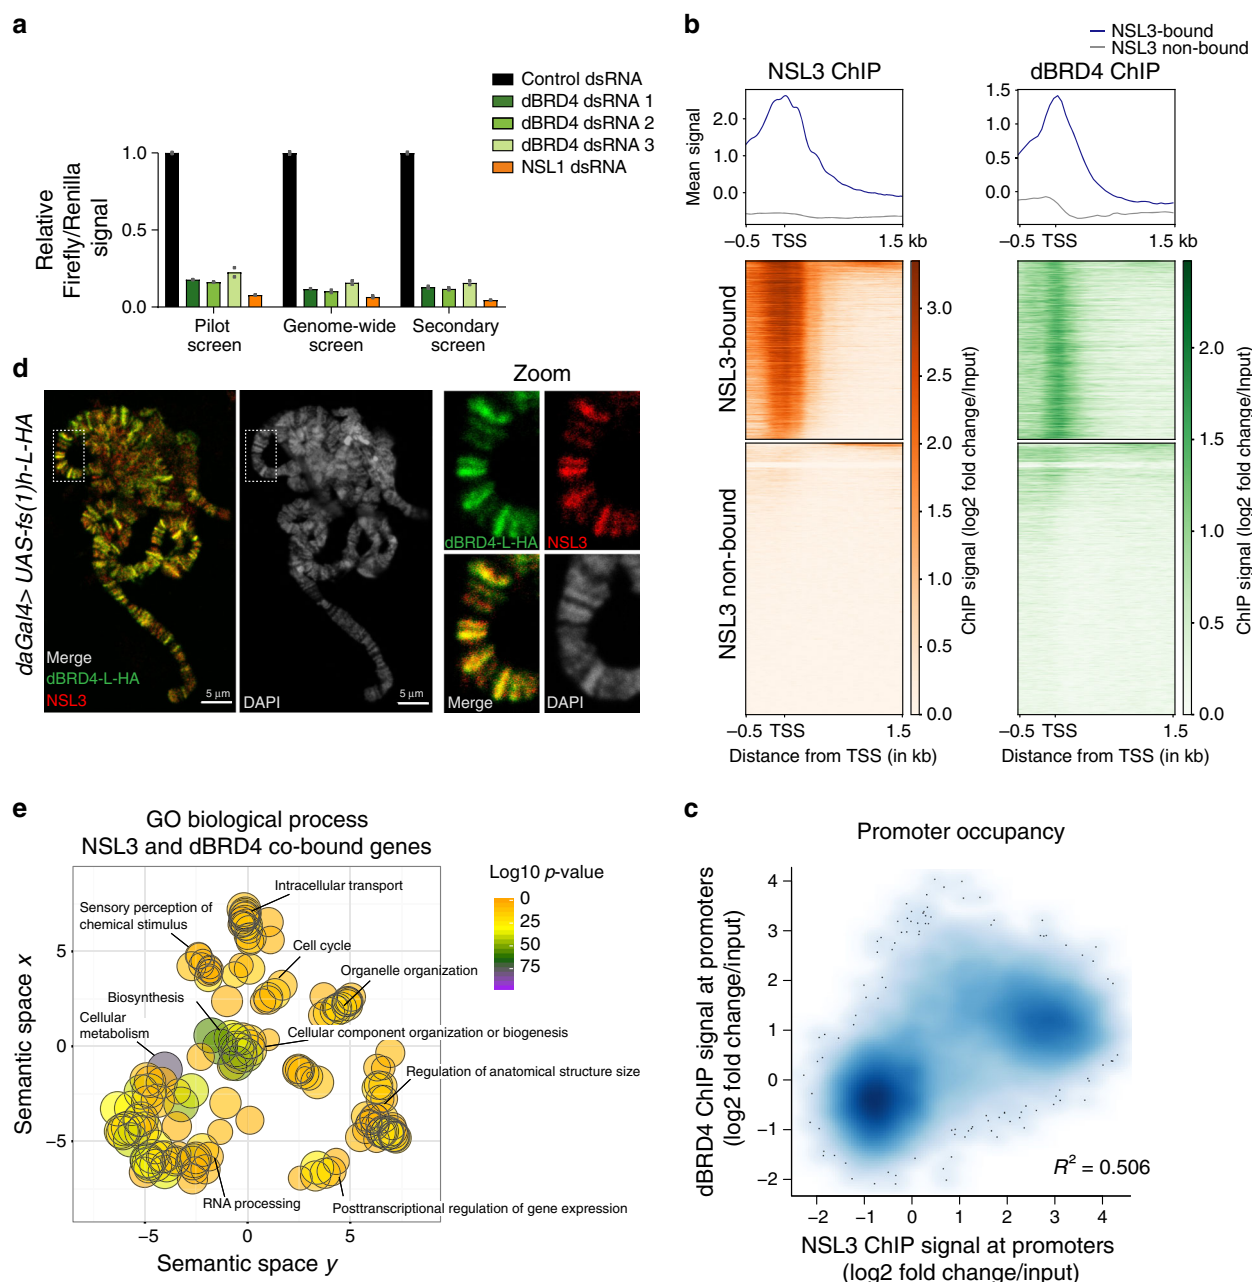 a
Control dsRNA
dBRD4 dsRNA 1
dBRD4 dsRNA 2
dBRD4 dsRNA 3
NSL1 dsRNA
Relative
Firefly/Renilla
signal
1.0
0.5
0.0
Pilot
screen
Genome-wide
screen
Secondary
screen
b
NSL3-bound
NSL3 non-bound
NSL3 ChIP
dBRD4 ChIP
Mean signal
2.0
1.0
0.0
−0.5 TSS 1.5 kb
1.5
1.0
0.5
0.0
−0.5 TSS 1.5 kb
NSL3-bound
NSL3 non-bound
3.0
2.5
2.0
1.5
1.0
0.5
0.0
ChIP signal (log2 fold change/Input)
2.0
1.5
1.0
0.5
0.0
ChIP signal (log2 fold change/Input)
−0.5 TSS 1.5
Distance from TSS (in kb)
−0.5 TSS 1.5
Distance from TSS (in kb)
d
daGal4> UAS-fs(1)h-L-HA
Merge
dBRD4-L-HA
NSL3
5 μm
DAPI
5 μm
Zoom
dBRD4-L-HA
NSL3
Merge
DAPI
e
GO biological process
NSL3 and dBRD4 co-bound genes
Log10 p-value
0
25
50
75
Intracellular transport
Sensory perception of
chemical stimulus
Cell cycle
Organelle organization
Biosynthesis
Cellular
metabolism
Cellular component organization or biogenesis
Regulation of anatomical structure size
RNA processing
Posttranscriptional regulation of gene expression
Semantic space x
5
0
−5
−5 0 5
Semantic space y
c
Promoter occupancy
dBRD4 ChIP signal at promoters
(log2 fold change/input)
4
3
2
1
0
−1
−2
R² = 0.506
−2 −1 0 1 2 3 4
NSL3 ChIP signal at promoters
(log2 fold change/input)